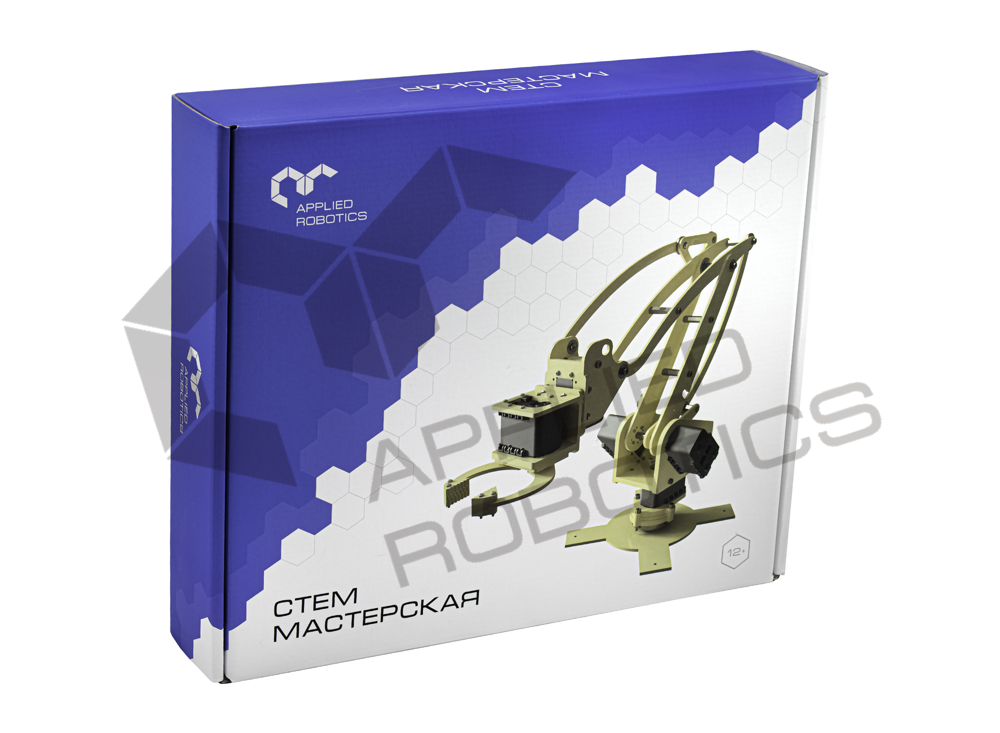 СТЕМ
МАСТЕРСКАЯ
APPLIED
ROBOTICS
APPLIED
ROBOTICS
APPLIED
ROBOTICS
12+
СТЕМ
МАСТЕРСКАЯ